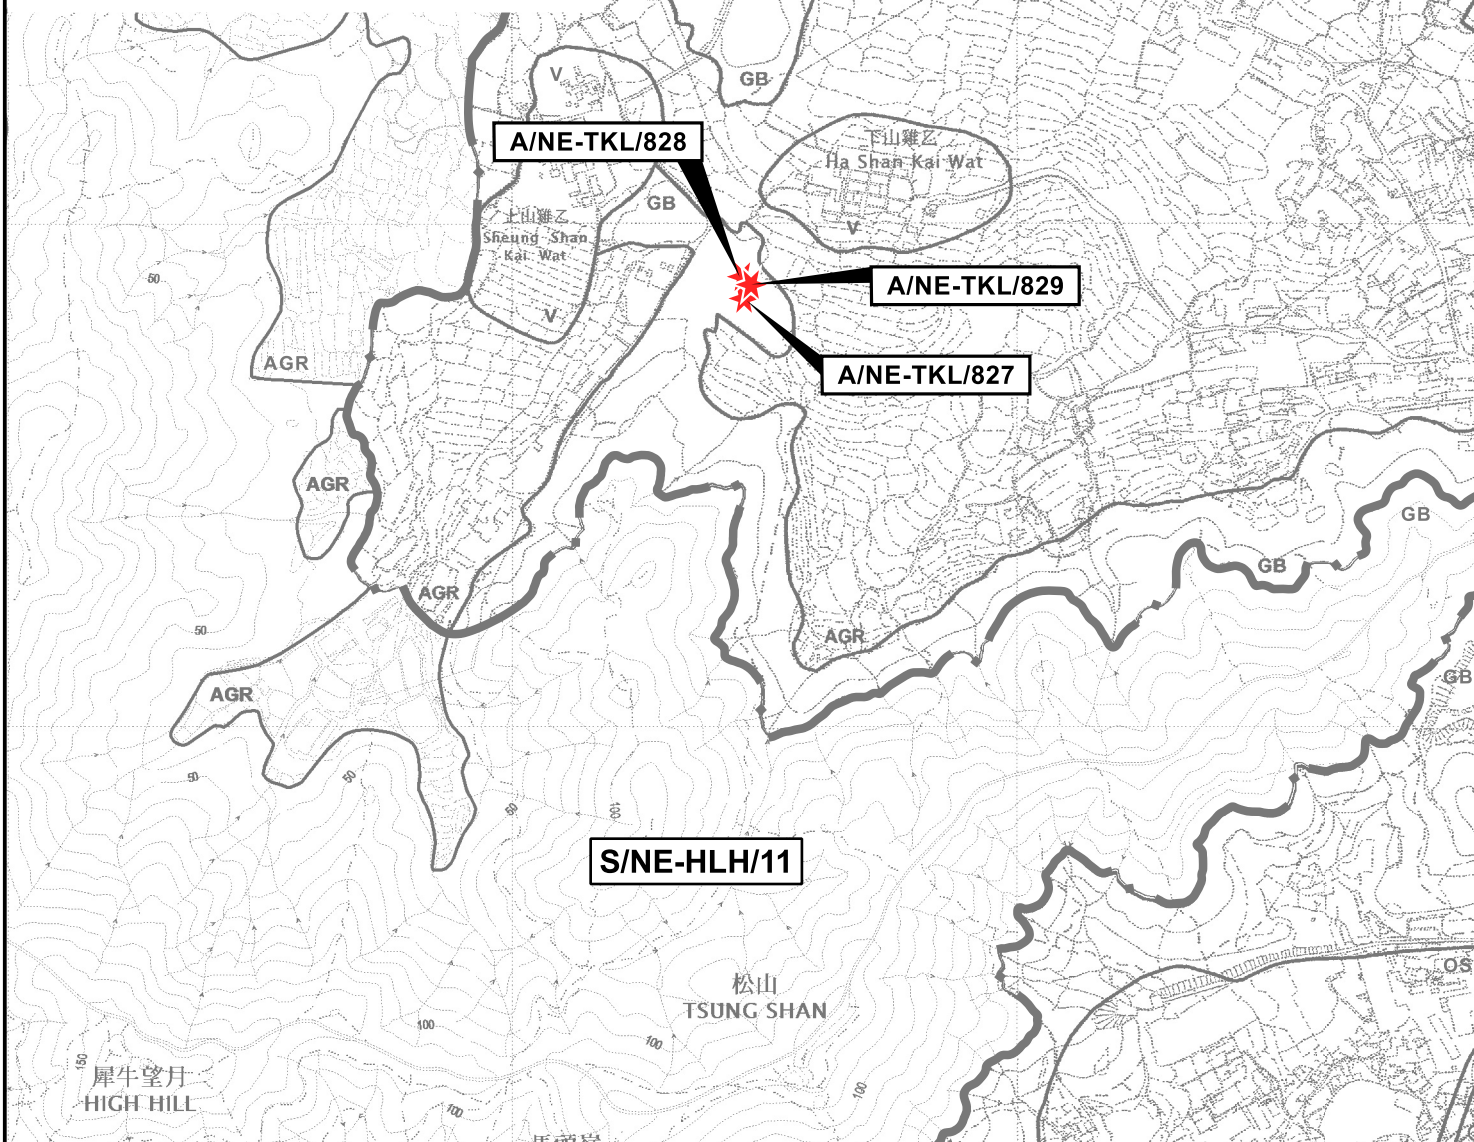 V
GB
A/NE-TKL/828
下山雞乙
Ha Shan Kai Wat
GB
上山雞乙
Sheung Shan
Kai Wat
V
50
A/NE-TKL/829
V
AGR
A/NE-TKL/827
AGR
GB
GB
AGR
50
AGR
GB
AGR
50
50
50
100
S/NE-HLH/11
OS
松山
TSUNG SHAN
100
100
150
犀牛望月
HIGH HILL
100
100